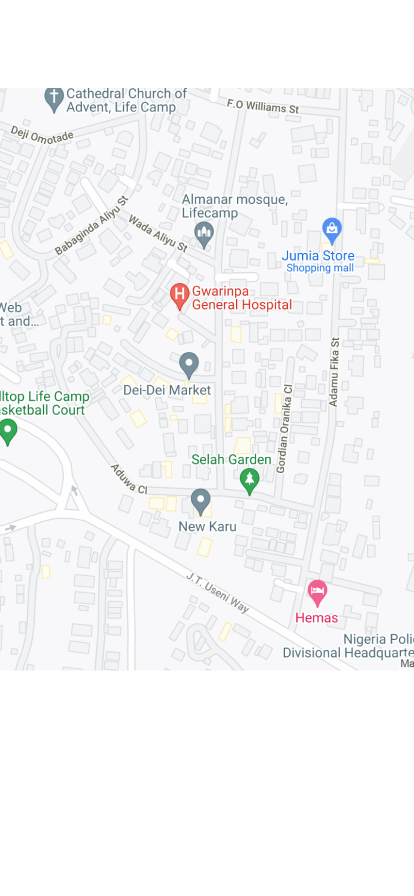 Cathedral Church of
Advent, Life Camp
F.O Williams St
Deji Omotade
Almanar mosque,
Lifecamp
Babaginda Aliyu St
Wada Aliyu St
Jumia Store
Shopping mall
Gwarinpa
General Hospital
Web
t and...
Adamu Fika St
Dei-Dei Market
lltop Life Camp
asketball Court
Gordian Oranika Cl
Selah Garden
Aduwa Cl
New Karu
J.T. Useni Way
Hemas
Nigeria Poli
Divisional Headquarte
Ma